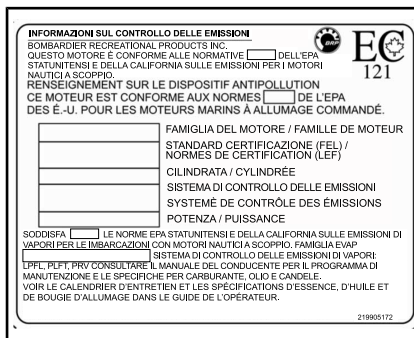 INFORMAZIONI SUL CONTROLLO DELLE EMISSIONI
BOMBARDIER RECREATIONAL PRODUCTS INC.
QUESTO MOTORE È CONFORME ALLE NORMATIVE DELL'EPA
STATUNITENSI E DELLA CALIFORNIA SULLE EMISSIONI PER I MOTORI
NAUTICI A SCOPPIO.
BRP
EC
121
RENSEIGNEMENT SUR LE DISPOSITIF ANTIPOLLUTION
CE MOTEUR EST CONFORME AUX NORMES DE L'EPA
DES É.-U. POUR LES MOTEURS MARINS À ALLUMAGE COMMANDÉ.
FAMIGLIA DEL MOTORE / FAMILLE DE MOTEUR
STANDARD CERTIFICAZIONE (FEL) /
NORMES DE CERTIFICATION (LEF)
CILINDRATA / CYLINDRÉE
SISTEMA DI CONTROLLO DELLE EMISSIONI
SYSTEMÉ DE CONTRÔLE DES ÉMISSIONS
POTENZA / PUISSANCE
SODDISFA LE NORME EPA STATUNITENSI E DELLA CALIFORNIA SULLE EMISSIONI DI
VAPORI PER LE IMBARCAZIONI CON MOTORI NAUTICI A SCOPPIO. FAMIGLIA EVAP
SISTEMA DI CONTROLLO DELLE EMISSIONI DI VAPORI:
LPFL, PLFT, PRV CONSULTARE IL MANUALE DEL CONDUCENTE PER IL PROGRAMMA DI
MANUTENZIONE E LE SPECIFICHE PER CARBURANTE, OLIO E CANDELE.
VOIR LE CALENDRIER D'ENTRETIEN ET LES SPÉCIFICATIONS D'ESSENCE, D'HUILE ET
DE BOUGIE D'ALLUMAGE DANS LE GUIDE DE L'OPÉRATEUR.
219905172